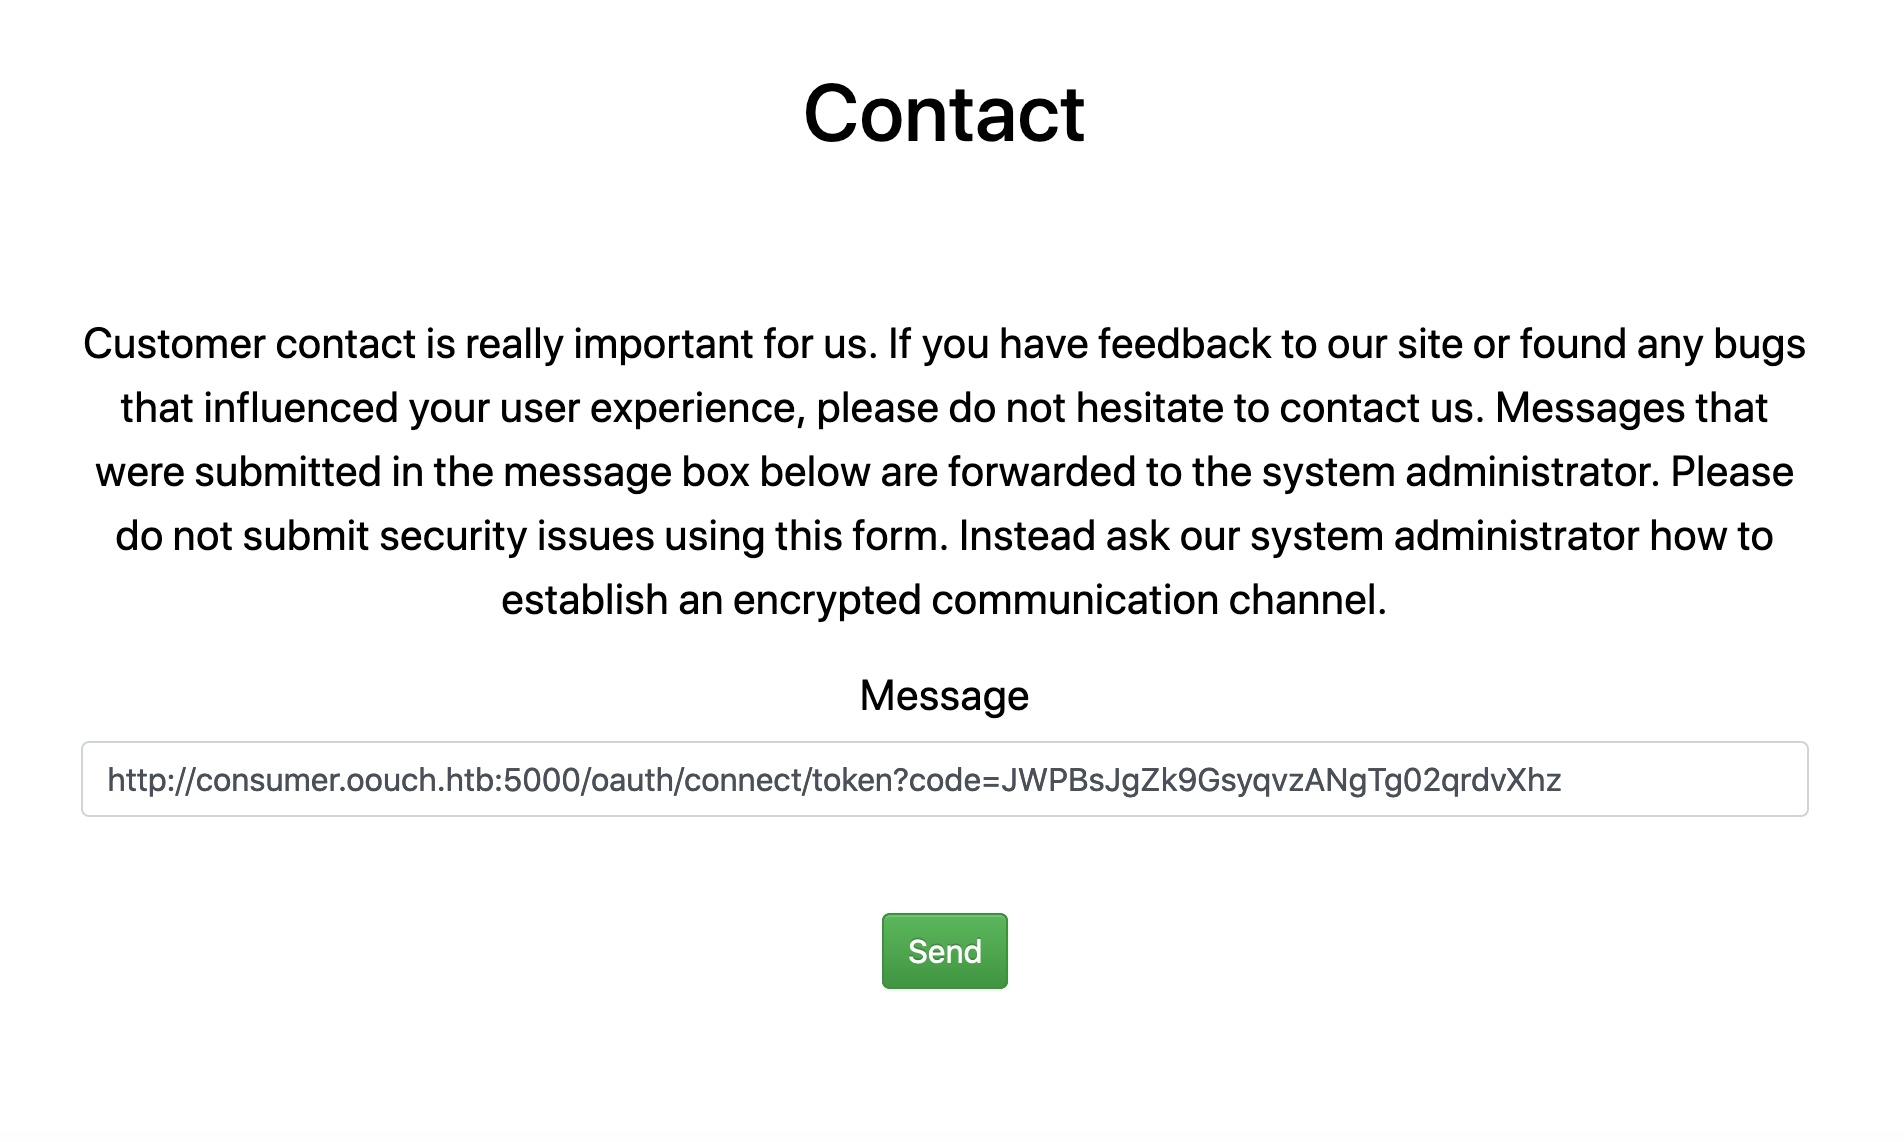 Contact
Customer contact is really important for us. If you have feedback to our site or found any bugs
that influenced your user experience, please do not hesitate to contact us. Messages that
were submitted in the message box below are forwarded to the system administrator. Please
do not submit security issues using this form. Instead ask our system administrator how to
establish an encrypted communication channel.
Message
http://consumer.oouch.htb:5000/oauth/connect/token?code=JWPBsJgZk9GsyqvzANgTg02qrdvXhz
Send